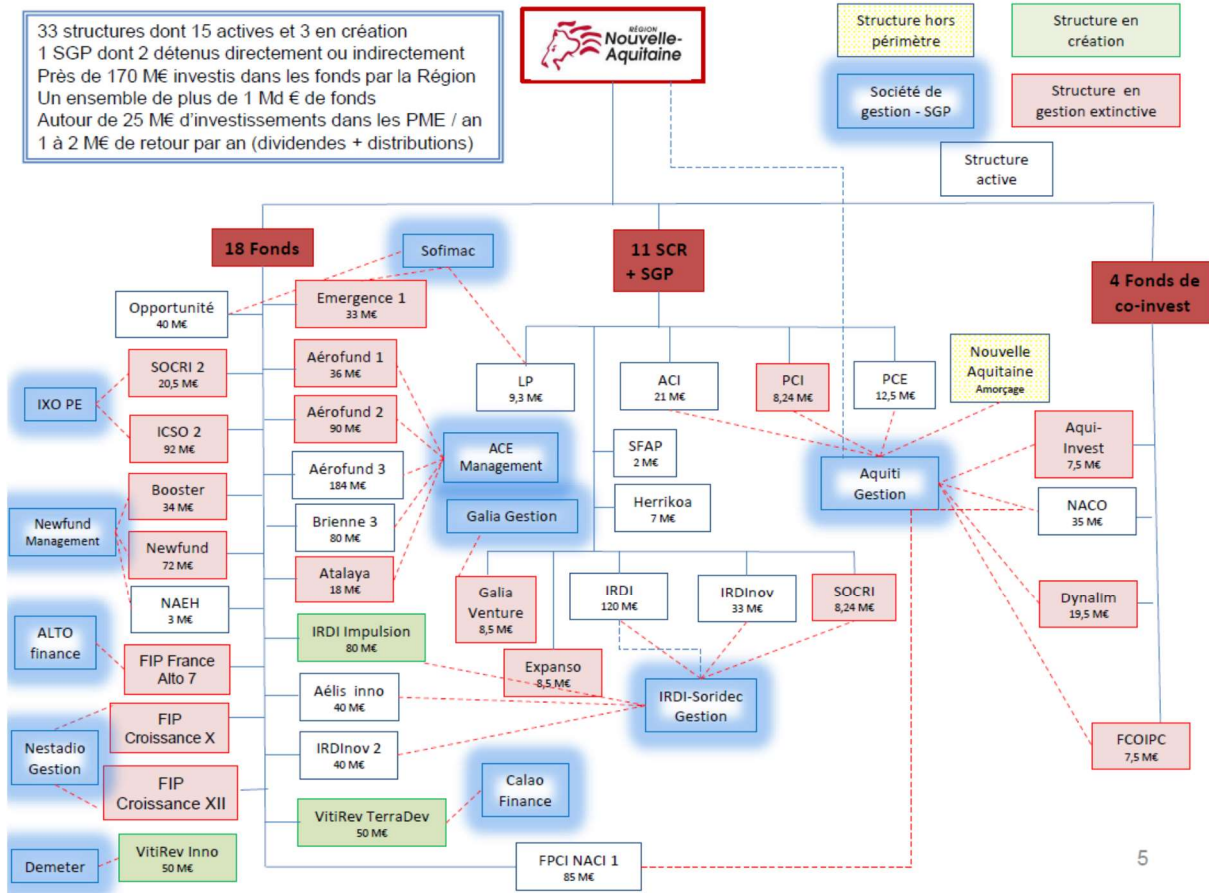 33 structures dont 15 actives et 3 en création
1 SGP dont 2 détenus directement ou indirectement
Près de 170 M€ investis dans les fonds par la Région
Un ensemble de plus de 1 Md € de fonds
Autour de 25 M€ d'investissements dans les PME / an
1 à 2 M€ de retour par an (dividendes + distributions)
RÉGION
Nouvelle-
Aquitaine
Structure hors
périmètre
Structure en
création
Société de
gestion - SGP
Structure en
gestion extinctive
Structure
active
18 Fonds
Sofimac
11 SCR
+ SGP
4 Fonds de
co-invest
Opportunité
40 M€
Emergence 1
33 M€
SOCRI 2
20,5 M€
IXO PE
ICSO 2
92 M€
Booster
34 M€
Newfund
Management
Newfund
72 M€
NAEH
3 M€
ALTO
finance
FIP France
Alto 7
FIP
Croissance X
Nestadio
Gestion
FIP
Croissance XII
Demeter
VitiRev Inno
50 M€
Aérofund 1
36 M€
Aérofund 2
90 M€
Aérofund 3
184 M€
Brienne 3
80 M€
Atalaya
18 M€
IRDI Impulsion
80 M€
Aélis inno
40 M€
IRDInov 2
40 M€
VitiRev TerraDev
50 M€
ACE
Management
Galia Gestion
LP
9,3 M€
ACI
21 M€
PCI
8,24 M€
PCE
12,5 M€
Nouvelle
Aquitaine
Amorçage
SFAP
2 M€
Herrikoa
7 M€
Aquiti
Gestion
Aqui-
Invest
7,5 M€
NACO
35 M€
Dynalim
19,5 M€
FCOIPC
7,5 M€
Galia
Venture
8,5 M€
IRDI
120 M€
IRDInov
33 M€
SOCRI
8,24 M€
Expanso
8,5 M€
IRDI-Soridec
Gestion
Calao
Finance
FPCI NACI 1
85 M€
5